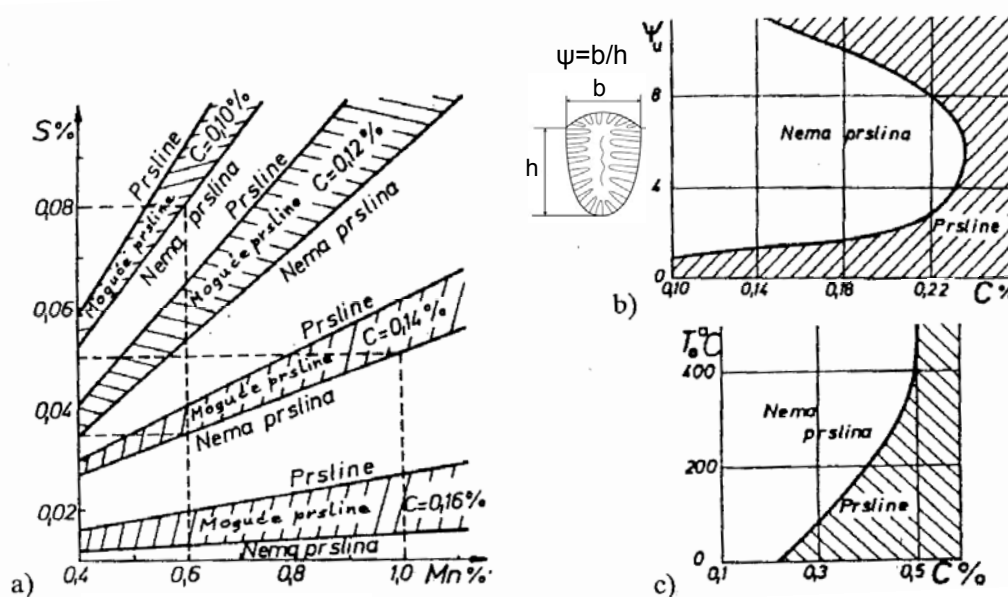 S%
0,08
0,06
0,04
0,02
0,4
0,6
0,8
1,0
Mn%
Prsline
C=0,10%
Moguće prsline
Nema prslina
Prsline
C=0,12%
Moguće prsline
Nema prslina
Prsline
C=0,14%
Moguće prsline
Nema prslina
Prsline
C=0,16%
Moguće prsline
Nema prslina
a)
ψ=b/h
b
h
Ψu
8
4
0
0,10
0,14
0,18
0,22
C%
Nema prslina
Prsline
b)
T₀°C
400
200
0
0,1
0,3
0,5
C%
Nema
prslina
Prsline
c)